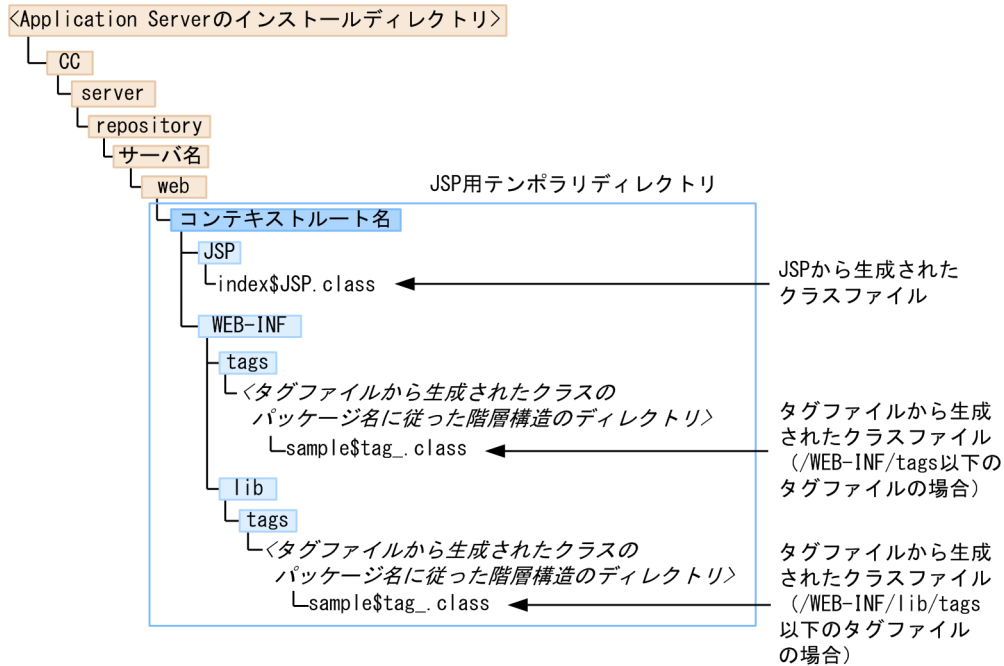 <Application Serverのインストールディレクトリ>
CC
server
repository
サーバ名
web
JSP用テンポラリディレクトリ
コンテキストルート名
JSP
index$JSP.class
JSPから生成された
クラスファイル
WEB-INF
tags
<タグファイルから生成されたクラスの
パッケージ名に従った階層構造のディレクトリ>
sample$tag_.class
タグファイルから生成
されたクラスファイル
（/WEB-INF/tags以下の
タグファイルの場合）
lib
tags
<タグファイルから生成されたクラスの
パッケージ名に従った階層構造のディレクトリ>
sample$tag_.class
タグファイルから生成
されたクラスファイル
（/WEB-INF/lib/tags
以下のタグファイル
の場合）